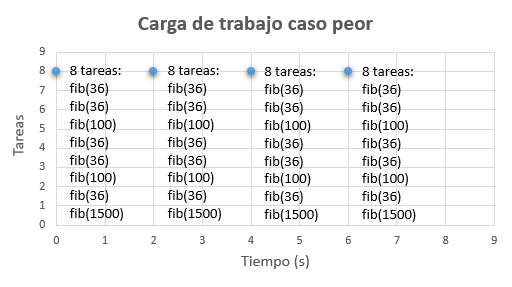 Carga de trabajo caso peor
Tareas
9
8
7
6
5
4
3
2
1
0
8 tareas:
fib(36)
fib(36)
fib(100)
fib(36)
fib(36)
fib(100)
fib(36)
fib(1500)
8 tareas:
fib(36)
fib(36)
fib(100)
fib(36)
fib(36)
fib(100)
fib(36)
fib(1500)
8 tareas:
fib(36)
fib(36)
fib(100)
fib(36)
fib(36)
fib(100)
fib(36)
fib(1500)
8 tareas:
fib(36)
fib(36)
fib(100)
fib(36)
fib(36)
fib(100)
fib(36)
fib(1500)
0 1 2 3 4 5 6 7 8 9
Tiempo (s)